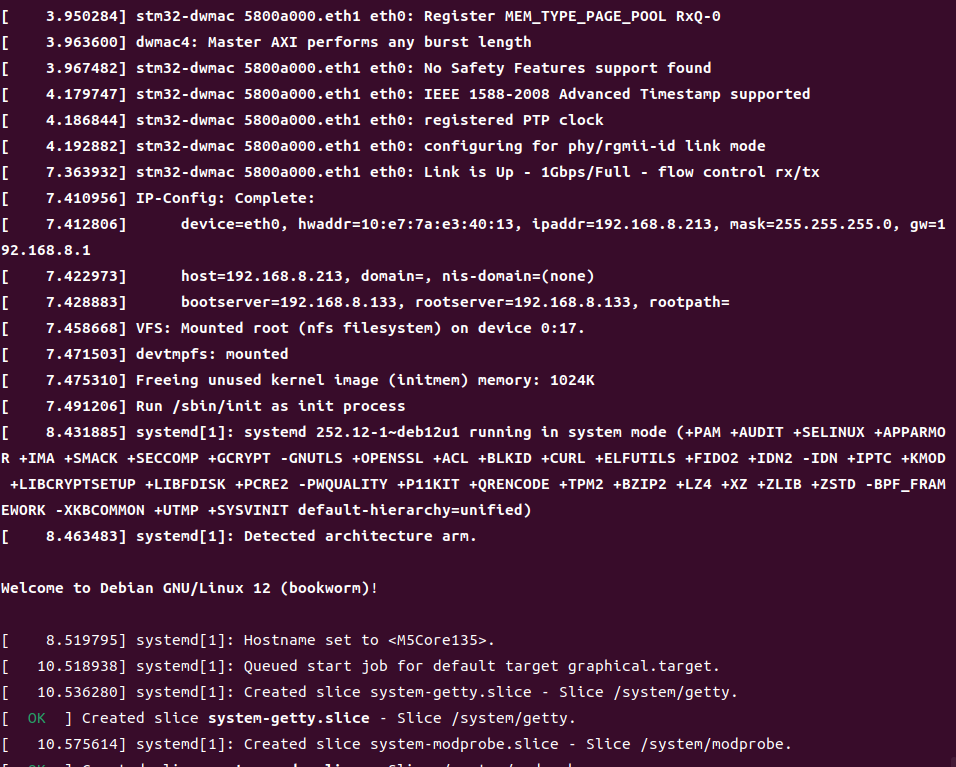 [    3.950284] stm32-dwmac 5800a000.eth1 eth0: Register MEM_TYPE_PAGE_POOL RxQ-0
[    3.963600] dwmac4: Master AXI performs any burst length
[    3.967482] stm32-dwmac 5800a000.eth1 eth0: No Safety Features support found
[    4.179747] stm32-dwmac 5800a000.eth1 eth0: IEEE 1588-2008 Advanced Timestamp supported
[    4.186844] stm32-dwmac 5800a000.eth1 eth0: registered PTP clock
[    4.192882] stm32-dwmac 5800a000.eth1 eth0: configuring for phy/rgmii-id link mode
[    7.363932] stm32-dwmac 5800a000.eth1 eth0: Link is Up - 1Gbps/Full - flow control rx/tx
[    7.410956] IP-Config: Complete:
[    7.412806]      device=eth0, hwaddr=10:e7:7a:e3:40:13, ipaddr=192.168.8.213, mask=255.255.255.0, gw=1
92.168.8.1
[    7.422973]      host=192.168.8.213, domain=, nis-domain=(none)
[    7.428883]      bootserver=192.168.8.133, rootserver=192.168.8.133, rootpath=
[    7.458668] VFS: Mounted root (nfs filesystem) on device 0:17.
[    7.471503] devtmpfs: mounted
[    7.475310] Freeing unused kernel image (initmem) memory: 1024K
[    7.491206] Run /sbin/init as init process
[    8.431885] systemd[1]: systemd 252.12-1~deb12u1 running in system mode (+PAM +AUDIT +SELINUX +APPARMO
R +IMA +SMACK +SECCOMP +GCRYPT -GNUTLS +OPENSSL +ACL +BLKID +CURL +ELFUTILS +FIDO2 +IDN2 -IDN +IPTC +KMOD
 +LIBCRYPTSETUP +LIBFDISK +PCRE2 -PWQUALITY +P11KIT +QRENCODE +TPM2 +BZIP2 +LZ4 +XZ +ZLIB +ZSTD -BPF_FRAM
EWORK -XKBCOMMON +UTMP +SYSVINIT default-hierarchy=unified)
[    8.463483] systemd[1]: Detected architecture arm.
Welcome to Debian GNU/Linux 12 (bookworm)!
[    8.519795] systemd[1]: Hostname set to <M5Core135>.
[   10.518938] systemd[1]: Queued start job for default target graphical.target.
[   10.536280] systemd[1]: Created slice system-getty.slice - Slice /system/getty.
[  OK  ] Created slice system-getty.slice - Slice /system/getty.
[   10.575614] systemd[1]: Created slice system-modprobe.slice - Slice /system/modprobe.